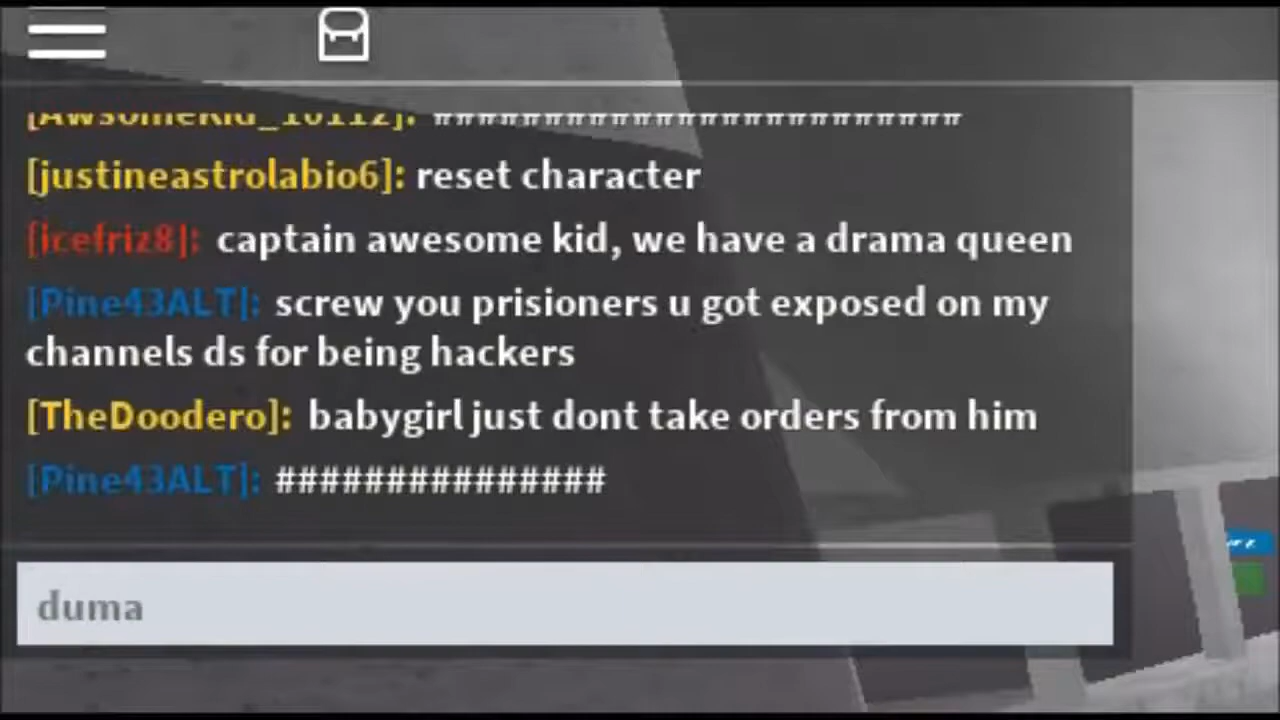 [AwsomeKid_10112]: ########################
[justineastrolabio6]: reset character
[icefriz8]: captain awesome kid, we have a drama queen
[Pine43ALT]: screw you prisioners u got exposed on my
channels ds for being hackers
[TheDoodero]: babygirl just dont take orders from him
[Pine43ALT]: ###############
duma